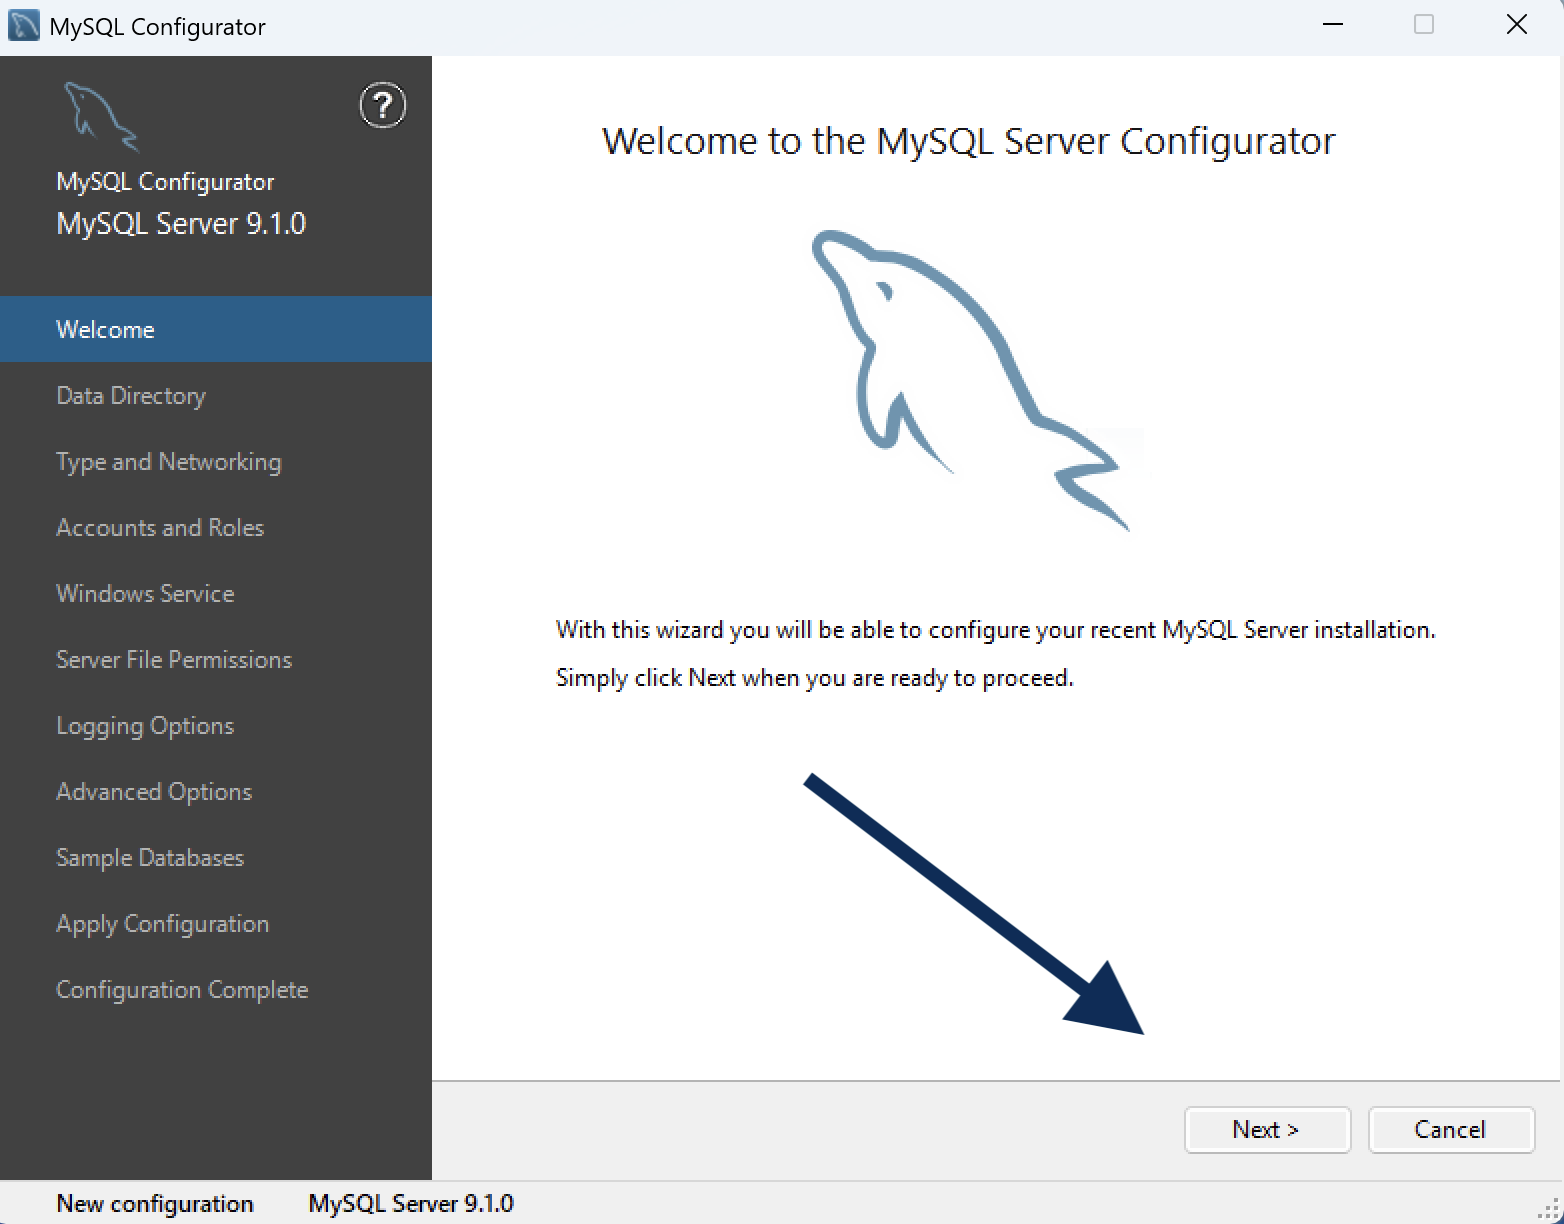 MySQL Configurator
?
MySQL Configurator
MySQL Server 9.1.0
Welcome
Data Directory
Type and Networking
Accounts and Roles
Windows Service
Server File Permissions
Logging Options
Advanced Options
Sample Databases
Apply Configuration
Configuration Complete
Welcome to the MySQL Server Configurator
With this wizard you will be able to configure your recent MySQL Server installation.
Simply click Next when you are ready to proceed.
Next >
Cancel
New configuration
MySQL Server 9.1.0